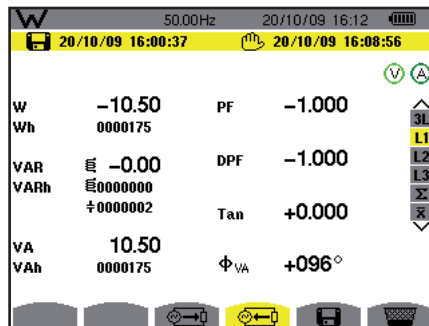 W 50.00Hz 20/10/09 16:12
20/10/09 16:00:37 20/10/09 16:08:56
V A
W −10.50 PF −1.000
Wh 0000175
3L
L1
L2
L3
Σ
x̅
VAR −0.00 DPF −1.000
VARh 0000000
0000002
Tan +0.000
VA 10.50
VAh 0000175 ΦVA +096°